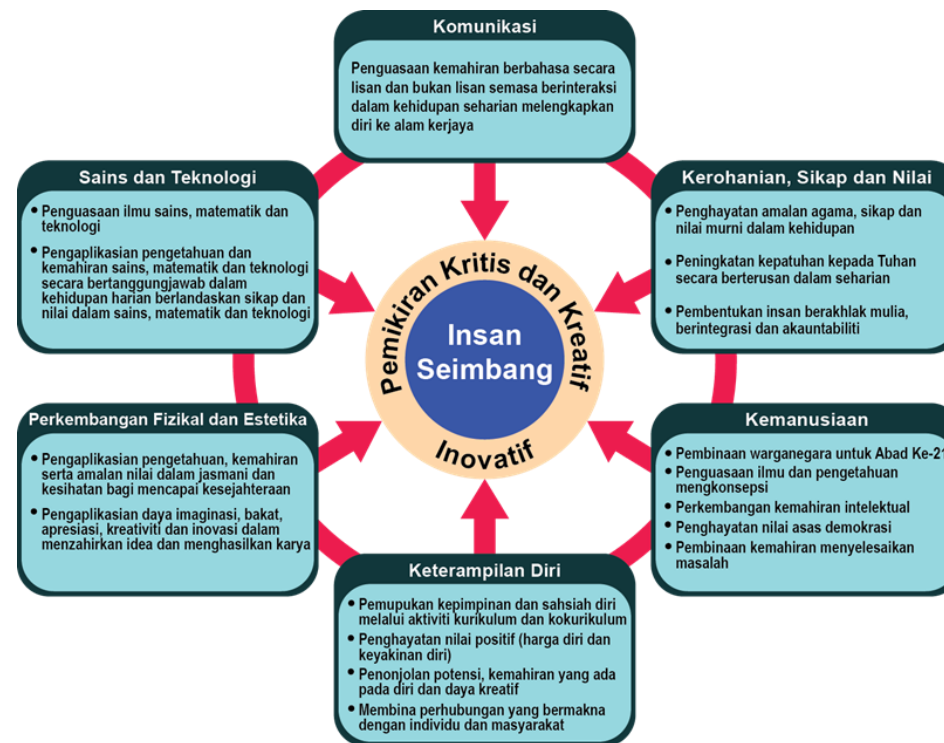 Komunikasi
Penguasaan kemahiran berbahasa secara
lisan dan bukan lisan semasa berinteraksi
dalam kehidupan seharian melengkapkan
diri ke alam kerjaya
Sains dan Teknologi
• Penguasaan ilmu sains, matematik dan
teknologi
• Pengaplikasian pengetahuan dan
kemahiran sains, matematik dan teknologi
secara bertanggungjawab dalam
kehidupan harian berlandaskan sikap dan
nilai dalam sains, matematik dan teknologi
Kerohanian, Sikap dan Nilai
• Penghayatan amalan agama, sikap dan
nilai murni dalam kehidupan
• Peningkatan kepatuhan kepada Tuhan
secara berterusan dalam seharian
• Pembentukan insan berakhlak mulia,
berintegrasi dan akauntabiliti
Pemikiran Kritis dan Kreatif
Insan
Seimbang
Inovatif
Perkembangan Fizikal dan Estetika
• Pengaplikasian pengetahuan, kemahiran
serta amalan nilai dalam jasmani dan
kesihatan bagi mencapai kesejahteraan
• Pengaplikasian daya imaginasi, bakat,
apresiasi, kreativiti dan inovasi dalam
menzahirkan idea dan menghasilkan karya
Kemanusiaan
• Pembinaan warganegara untuk Abad Ke-21
• Penguasaan ilmu dan pengetahuan
mengkonsepsi
• Perkembangan kemahiran intelektual
• Penghayatan nilai asas demokrasi
• Pembinaan kemahiran menyelesaikan
masalah
Keterampilan Diri
• Pemupukan kepimpinan dan sahsiah diri
melalui aktiviti kurikulum dan kokurikulum
• Penghayatan nilai positif (harga diri dan
keyakinan diri)
• Penonjolan potensi, kemahiran yang ada
pada diri dan daya kreatif
• Membina perhubungan yang bermakna
dengan individu dan masyarakat